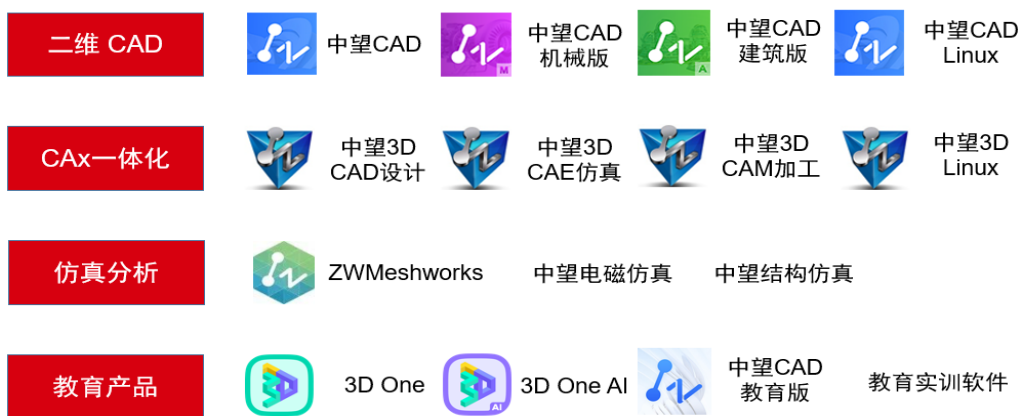 二维 CAD
中望CAD
中望CAD
机械版
M
中望CAD
建筑版
A
中望CAD
Linux
CAx一体化
中望3D
CAD设计
中望3D
CAE仿真
中望3D
CAM加工
中望3D
Linux
仿真分析
ZWMeshworks
中望电磁仿真
中望结构仿真
教育产品
3D
3D One
3D
AI
3D One AI
中望CAD
教育版
教育实训软件